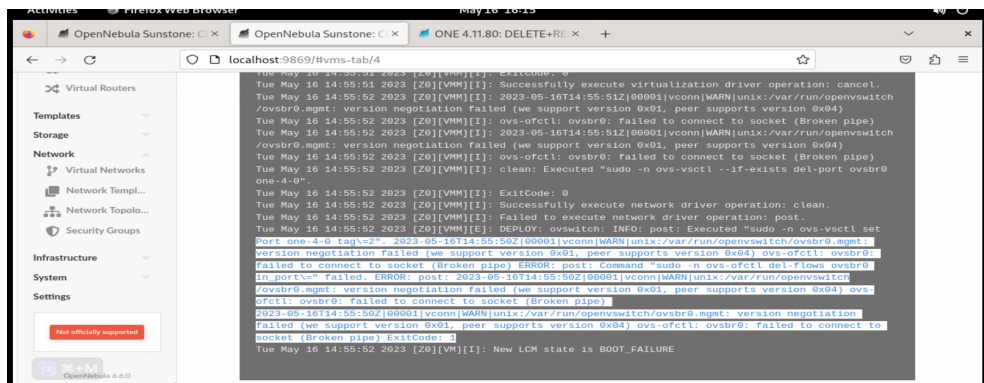 Activities Firefox Web Browser May 16 16:15
OpenNebula Sunstone: Cl × OpenNebula Sunstone: Cl × ONE 4.11.80: DELETE+RE × +
localhost:9869/#vms-tab/4
Virtual Routers
Templates
Storage
Network
Virtual Networks
Network Templ...
Network Topolo...
Security Groups
Infrastructure
System
Settings
Not officially supported
⌘+M
OpenNebula 6.6.0
Tue May 16 14:55:51 2023 [Z0][VMM][I]: ExitCode: 0
Tue May 16 14:55:51 2023 [Z0][VMM][I]: Successfully execute virtualization driver operation: cancel.
Tue May 16 14:55:52 2023 [Z0][VMM][I]: 2023-05-16T14:55:51Z|00001|vconn|WARN|unix:/var/run/openvswitch
/ovsbr0.mgmt: version negotiation failed (we support version 0x01, peer supports version 0x04)
Tue May 16 14:55:52 2023 [Z0][VMM][I]: ovs-ofctl: ovsbr0: failed to connect to socket (Broken pipe)
Tue May 16 14:55:52 2023 [Z0][VMM][I]: 2023-05-16T14:55:51Z|00001|vconn|WARN|unix:/var/run/openvswitch
/ovsbr0.mgmt: version negotiation failed (we support version 0x01, peer supports version 0x04)
Tue May 16 14:55:52 2023 [Z0][VMM][I]: ovs-ofctl: ovsbr0: failed to connect to socket (Broken pipe)
Tue May 16 14:55:52 2023 [Z0][VMM][I]: clean: Executed "sudo -n ovs-vsctl --if-exists del-port ovsbr0
one-4-0".
Tue May 16 14:55:52 2023 [Z0][VMM][I]: ExitCode: 0
Tue May 16 14:55:52 2023 [Z0][VMM][I]: Successfully execute network driver operation: clean.
Tue May 16 14:55:52 2023 [Z0][VMM][I]: Failed to execute network driver operation: post.
Tue May 16 14:55:52 2023 [Z0][VMM][E]: DEPLOY: ovswitch: INFO: post: Executed "sudo -n ovs-vsctl set
Port one-4-0 tag\=2". 2023-05-16T14:55:50Z|00001|vconn|WARN|unix:/var/run/openvswitch/ovsbr0.mgmt:
version negotiation failed (we support version 0x01, peer supports version 0x04) ovs-ofctl: ovsbr0:
failed to connect to socket (Broken pipe) ERROR: post: Command "sudo -n ovs-ofctl del-flows ovsbr0
in_port\=" failed. ERROR: post: 2023-05-16T14:55:50Z|00001|vconn|WARN|unix:/var/run/openvswitch
/ovsbr0.mgmt: version negotiation failed (we support version 0x01, peer supports version 0x04) ovs-
ofctl: ovsbr0: failed to connect to socket (Broken pipe)
2023-05-16T14:55:50Z|00001|vconn|WARN|unix:/var/run/openvswitch/ovsbr0.mgmt: version negotiation
failed (we support version 0x01, peer supports version 0x04) ovs-ofctl: ovsbr0: failed to connect to
socket (Broken pipe) ExitCode: 1
Tue May 16 14:55:52 2023 [Z0][VM][I]: New LCM state is BOOT_FAILURE